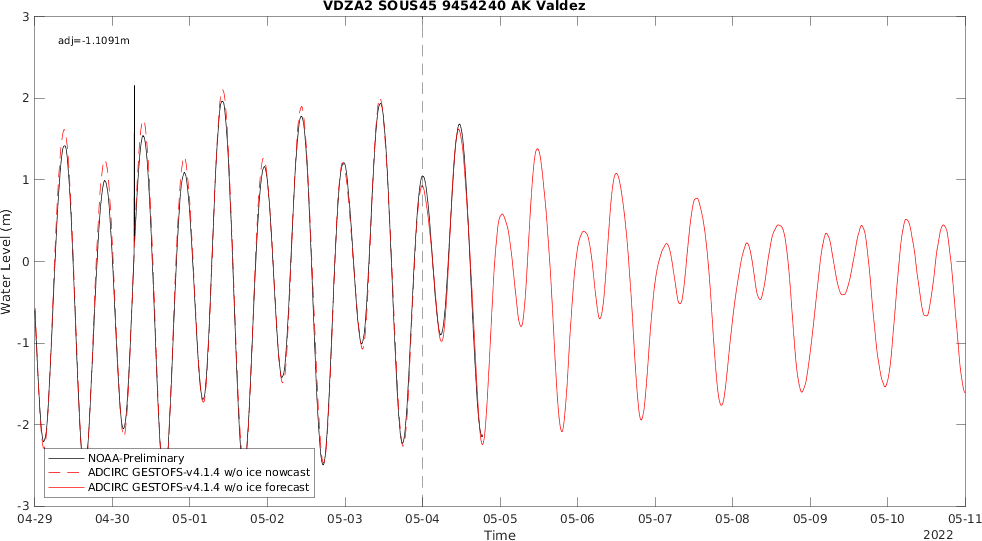 VDZA2 SOUS45 9454240 AK Valdez
adj=-1.1091m
3
2
1
0
-1
-2
-3
Water Level (m)
NOAA-Preliminary
ADCIRC GESTOFS-v4.1.4 w/o ice nowcast
ADCIRC GESTOFS-v4.1.4 w/o ice forecast
04-29 04-30 05-01 05-02 05-03 05-04 05-05 05-06 05-07 05-08 05-09 05-10 05-11
Time
2022